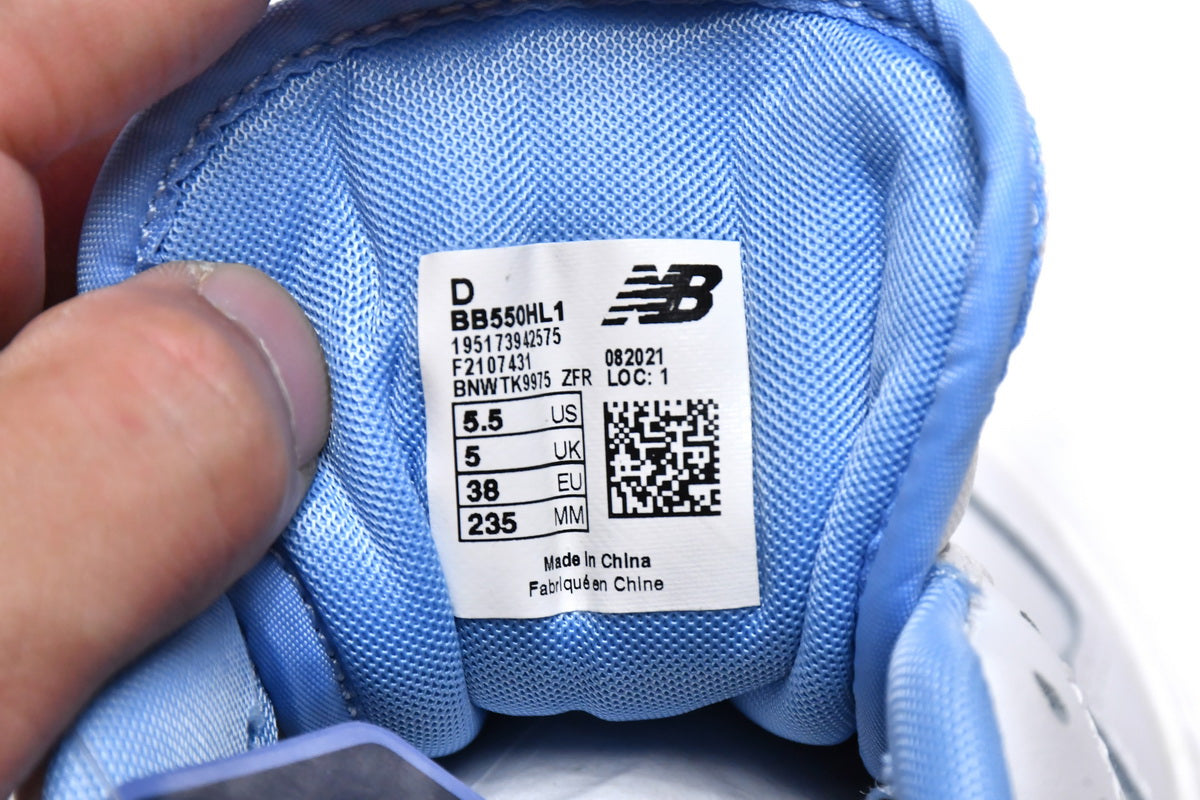 D
NB
BB550HL1
195173942575
F2107431
082021
BNWTK9975 ZFR
LOC: 1
5.5 US
5 UK
38 EU
235 MM
Made in China
Fabriqué en Chine